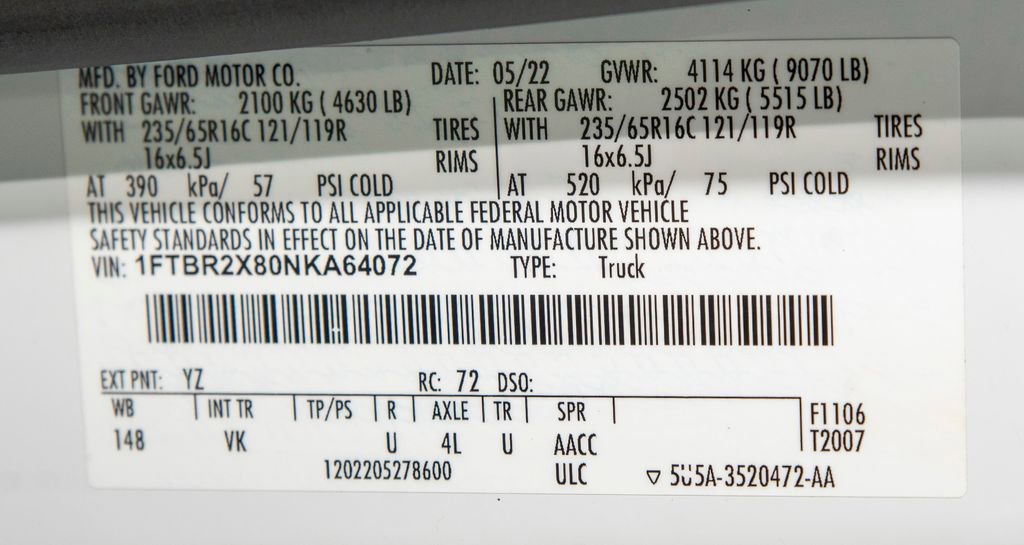 MFD. BY FORD MOTOR CO. DATE: 05/22 GVWR: 4114 KG ( 9070 LB)
FRONT GAWR: 2100 KG ( 4630 LB) REAR GAWR: 2502 KG ( 5515 LB)
WITH 235/65R16C 121/119R TIRES WITH 235/65R16C 121/119R TIRES
16x6.5J RIMS 16x6.5J RIMS
AT 390 kPa/ 57 PSI COLD AT 520 kPa/ 75 PSI COLD
THIS VEHICLE CONFORMS TO ALL APPLICABLE FEDERAL MOTOR VEHICLE
SAFETY STANDARDS IN EFFECT ON THE DATE OF MANUFACTURE SHOWN ABOVE.
VIN: 1FTBR2X80NKA64072 TYPE: Truck
EXT PNT: YZ RC: 72 DSO:
WB INT TR TP/PS R AXLE TR SPR F1106
148 VK U 4L U AACC T2007
1202205278600 ULC ▽